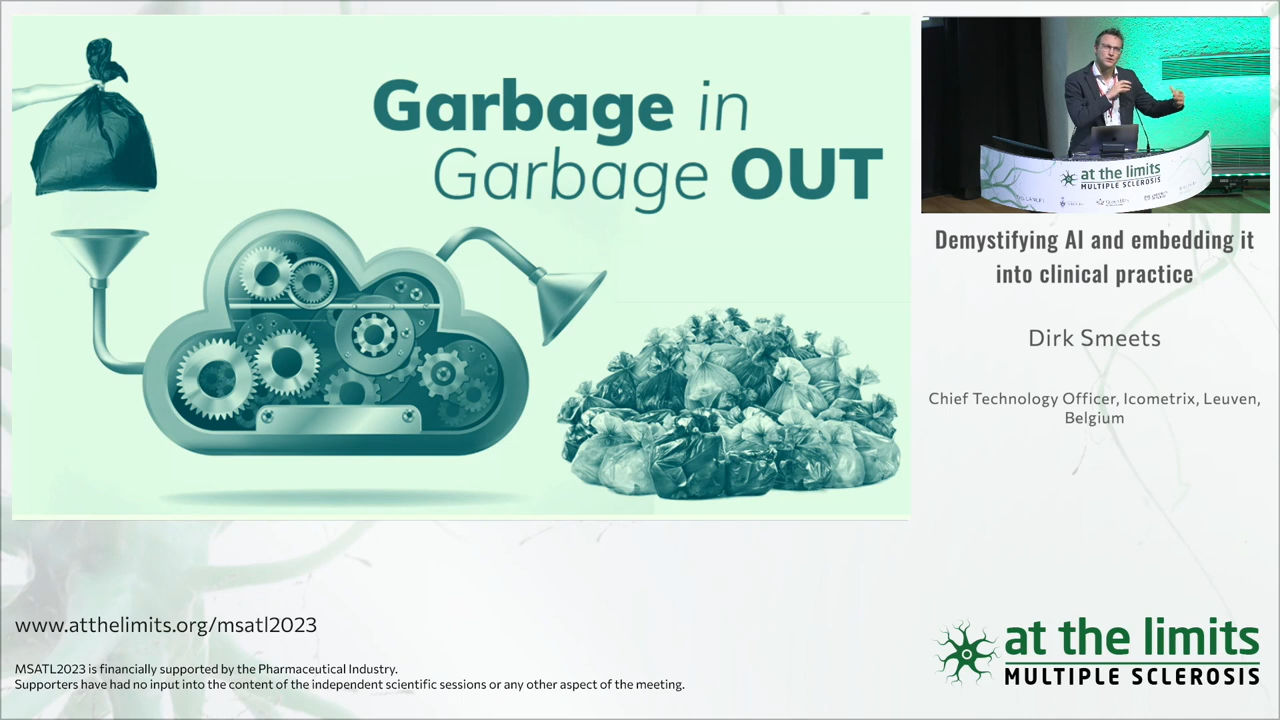 Garbage in
Garbage OUT
at the limits
MULTIPLE SCLEROSIS
Demystifying AI and embedding it
into clinical practice
Dirk Smeets
Chief Technology Officer, Icometrix, Leuven,
Belgium
www.atthelimits.org/msatl2023
MSATL2023 is financially supported by the Pharmaceutical Industry.
Supporters have had no input into the content of the independent scientific sessions or any other aspect of the meeting.
at the limits
MULTIPLE SCLEROSIS